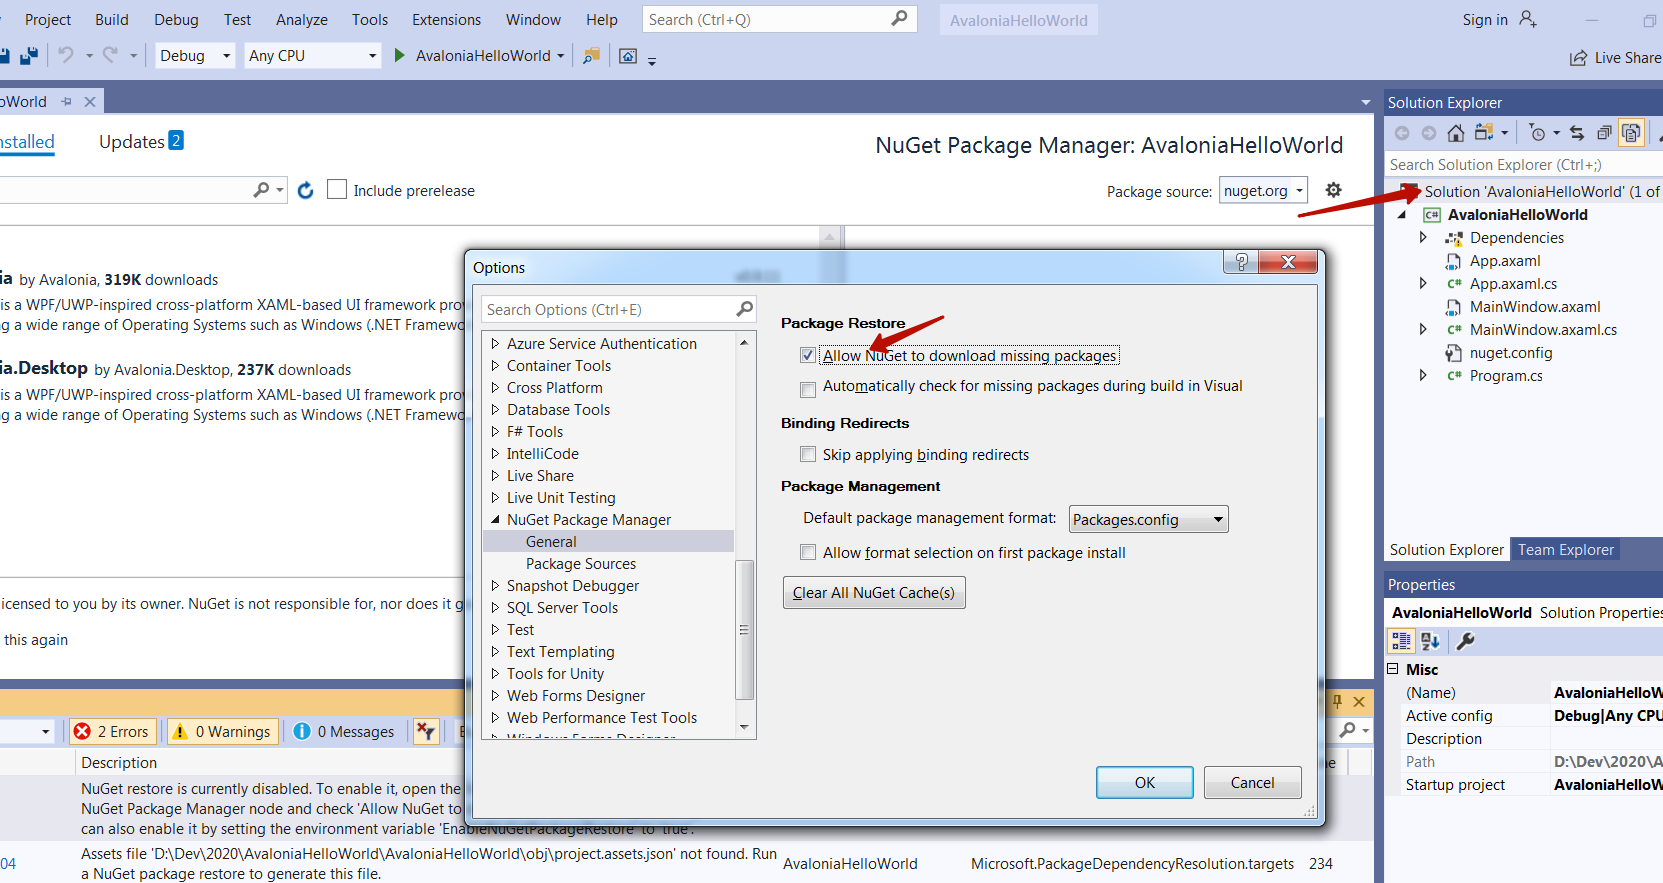 Project Build Debug Test Analyze Tools Extensions Window Help Search (Ctrl+Q) AvaloniaHelloWorld Sign in
Debug Any CPU AvaloniaHelloWorld Live Share
oWorld
nstalled Updates 2
NuGet Package Manager: AvaloniaHelloWorld
Include prerelease
Package source: nuget.org
ia by Avalonia, 319K downloads
is a WPF/UWP-inspired cross-platform XAML-based UI framework prov
g a wide range of Operating Systems such as Windows (.NET Framewo
ia.Desktop by Avalonia.Desktop, 237K downloads
is a WPF/UWP-inspired cross-platform XAML-based UI framework prov
g a wide range of Operating Systems such as Windows (.NET Framewo
icensed to you by its owner. NuGet is not responsible for, nor does it g
this again
Options
Search Options (Ctrl+E)
Azure Service Authentication
Container Tools
Cross Platform
Database Tools
F# Tools
IntelliCode
Live Share
Live Unit Testing
NuGet Package Manager
General
Package Sources
Snapshot Debugger
SQL Server Tools
Test
Text Templating
Tools for Unity
Web Forms Designer
Web Performance Test Tools
Windows Forms Designer
Package Restore
Allow NuGet to download missing packages
Automatically check for missing packages during build in Visual
Binding Redirects
Skip applying binding redirects
Package Management
Default package management format: Packages.config
Allow format selection on first package install
Clear All NuGet Cache(s)
OK Cancel
Solution Explorer
Search Solution Explorer (Ctrl+;)
Solution 'AvaloniaHelloWorld' (1 of
AvaloniaHelloWorld
Dependencies
App.axaml
App.axaml.cs
MainWindow.axaml
MainWindow.axaml.cs
nuget.config
Program.cs
Solution Explorer Team Explorer
Properties
AvaloniaHelloWorld Solution Properties
Misc
(Name) AvaloniaHelloW
Active config Debug|Any CPU
Description
Path D:\Dev\2020\A
Startup project AvaloniaHelloW
2 Errors 0 Warnings 0 Messages
Description
NuGet restore is currently disabled. To enable it, open the
NuGet Package Manager node and check 'Allow NuGet to
can also enable it by setting the environment variable 'EnableNuGetPackageRestore' to 'true'.
04 Assets file 'D:\Dev\2020\AvaloniaHelloWorld\AvaloniaHelloWorld\obj\project.assets.json' not found. Run AvaloniaHelloWorld Microsoft.PackageDependencyResolution.targets 234
a NuGet package restore to generate this file.